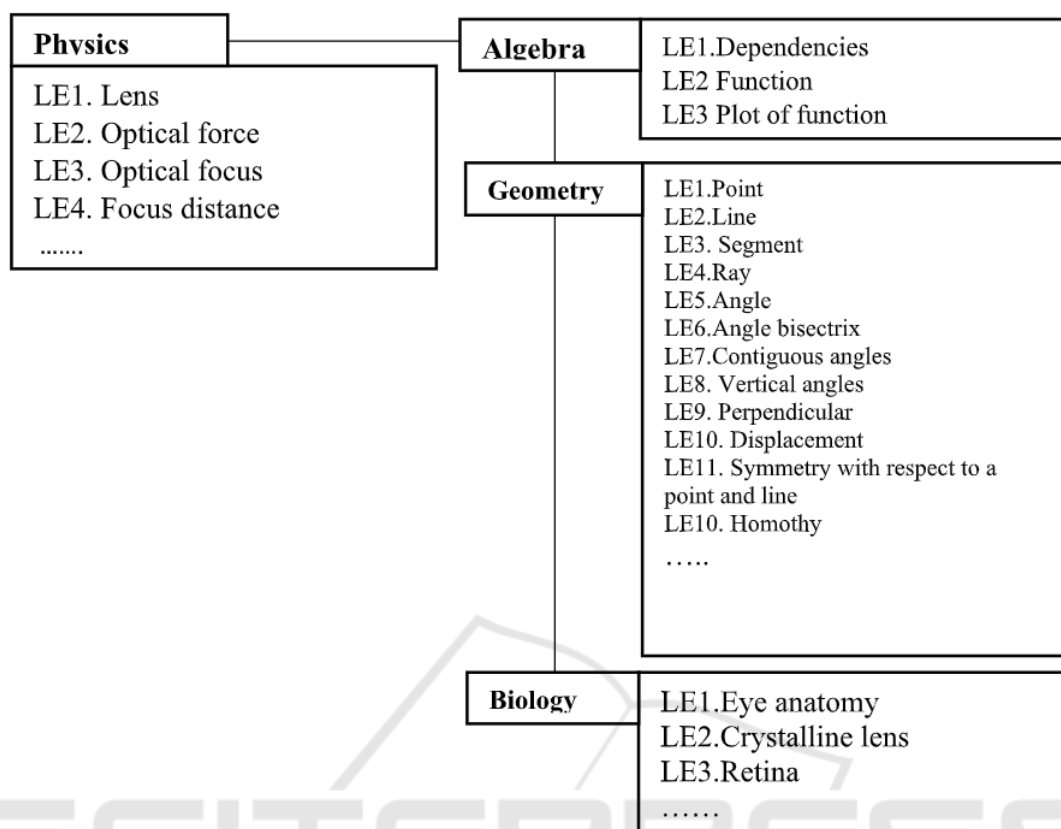 Physics
LE1. Lens
LE2. Optical force
LE3. Optical focus
LE4. Focus distance
.......
Algebra
LE1.Dependencies
LE2 Function
LE3 Plot of function
Geometry
LE1.Point
LE2.Line
LE3. Segment
LE4.Ray
LE5.Angle
LE6.Angle bisectrix
LE7.Contiguous angles
LE8. Vertical angles
LE9. Perpendicular
LE10. Displacement
LE11. Symmetry with respect to a
point and line
LE10. Homothy
.....
Biology
LE1.Eye anatomy
LE2.Crystalline lens
LE3.Retina
......